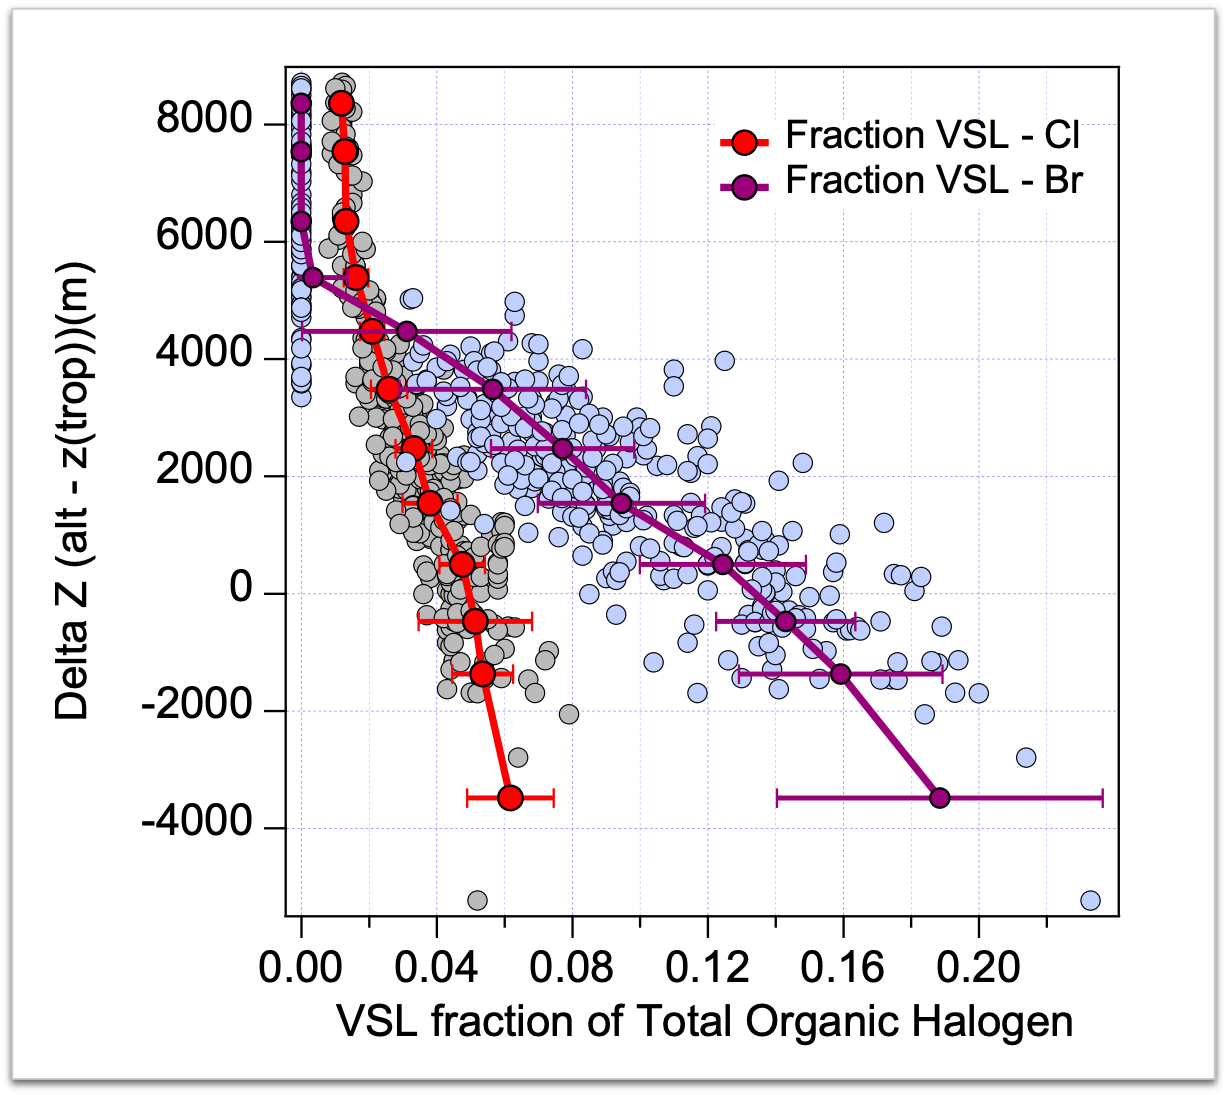 Fraction VSL - Cl
Fraction VSL - Br
8000
6000
4000
2000
0
-2000
-4000
Delta Z (alt - z(trop)))(m)
0.00 0.04 0.08 0.12 0.16 0.20
VSL fraction of Total Organic Halogen